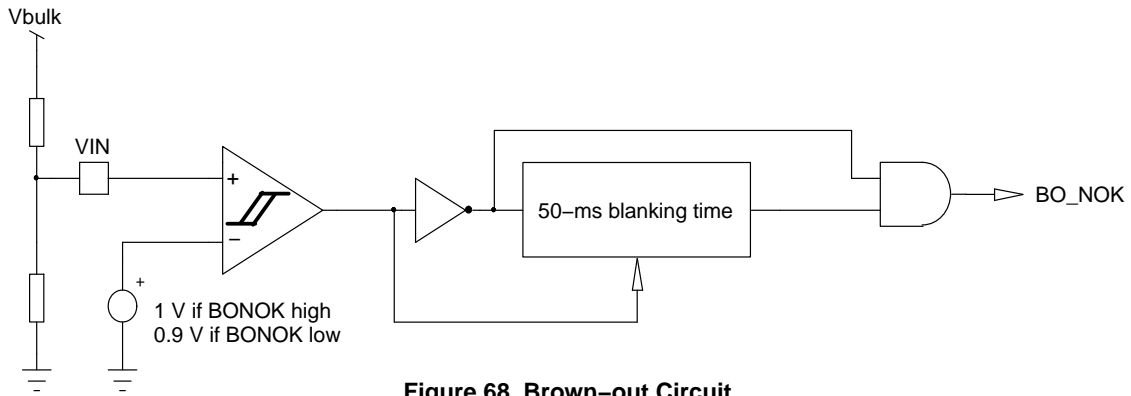 Vbulk
VIN
+
−
+
1 V if BONOK high
0.9 V if BONOK low
50−ms blanking time
BO_NOK
Figure 68. Brown−out Circuit